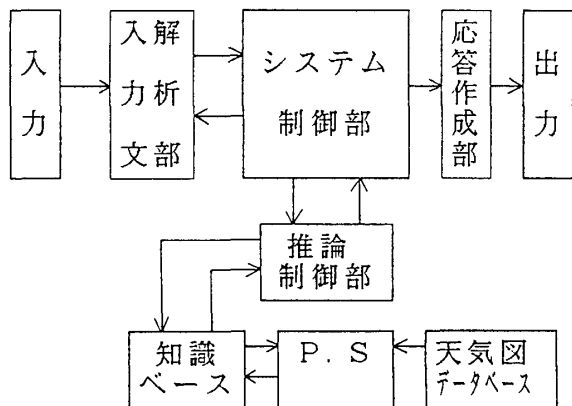 入力
入力文
解析部
システム
制御部
応答作成部
出力
推論
制御部
知識
ベース
P.S
天気図
データベース